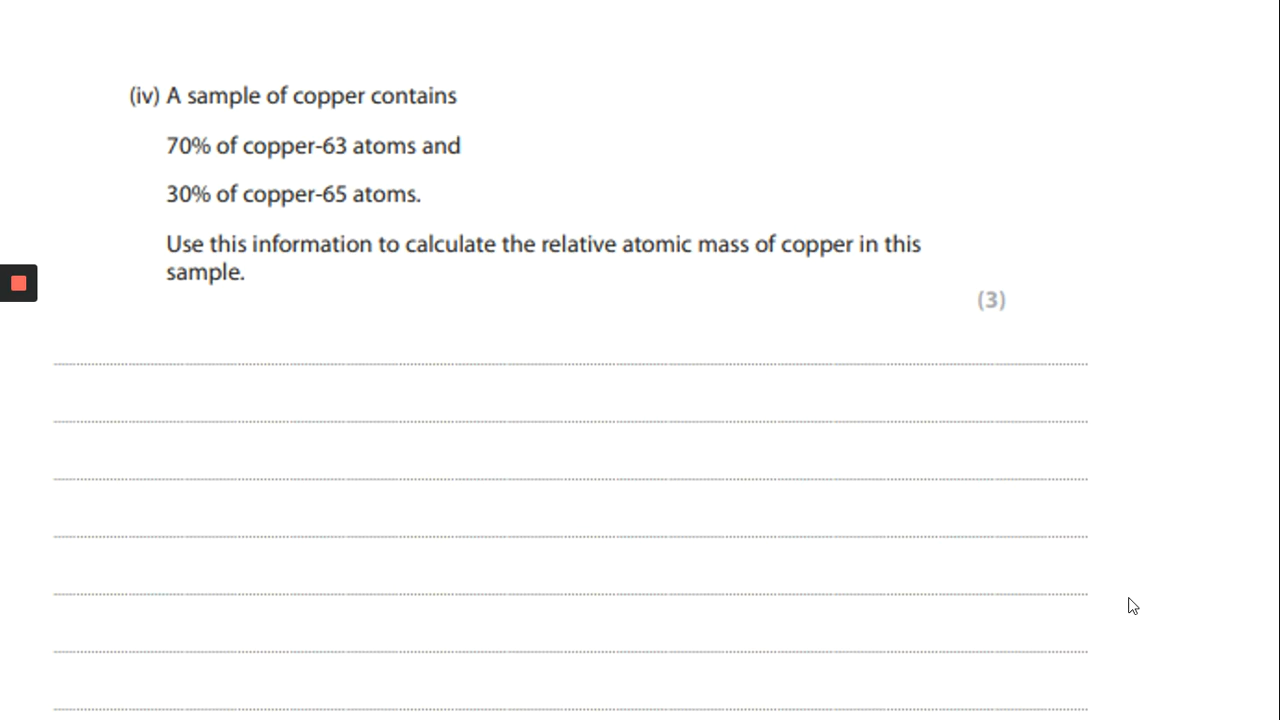 (iv) A sample of copper contains
70% of copper-63 atoms and
30% of copper-65 atoms.
Use this information to calculate the relative atomic mass of copper in this
sample.
(3)